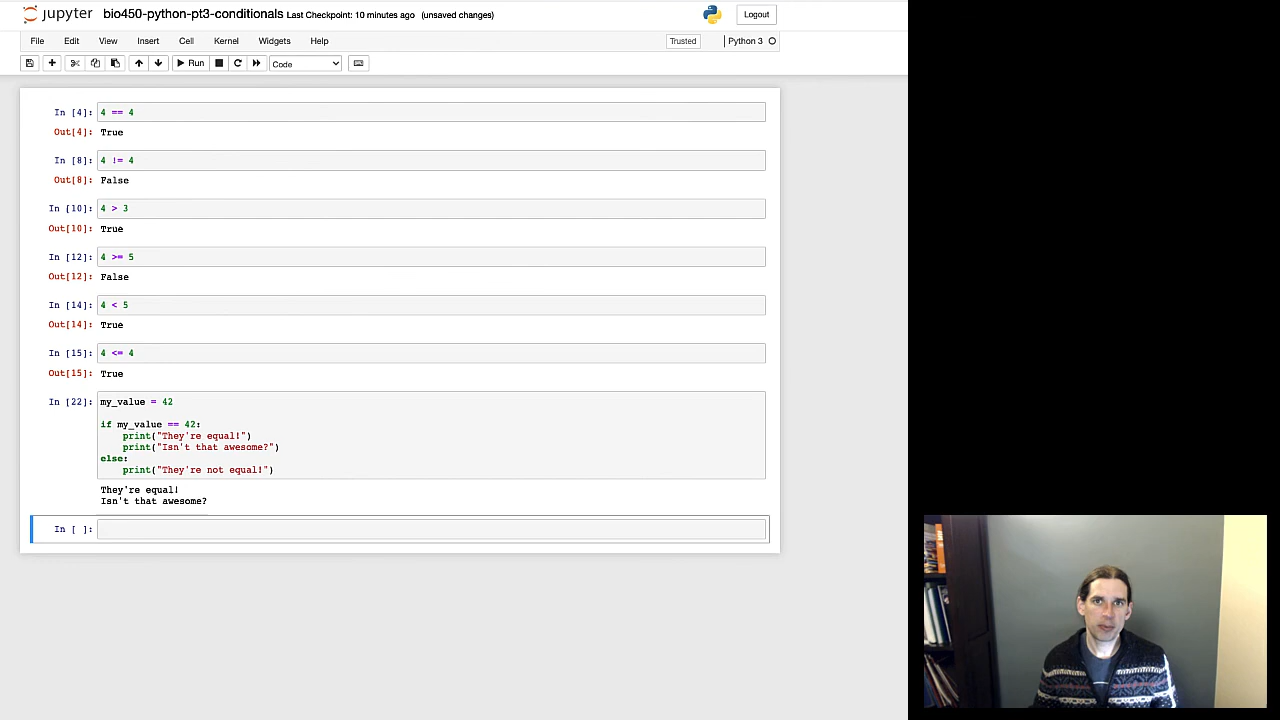 jupyter bio450-python-pt3-conditionals Last Checkpoint: 10 minutes ago (unsaved changes) Logout
File Edit View Insert Cell Kernel Widgets Help Trusted Python 3
Run Code
In [4]: 4 == 4
Out[4]: True
In [8]: 4 != 4
Out[8]: False
In [10]: 4 > 3
Out[10]: True
In [12]: 4 >= 5
Out[12]: False
In [14]: 4 < 5
Out[14]: True
In [15]: 4 <= 4
Out[15]: True
In [22]: my_value = 42
if my_value == 42:
print("They're equal!")
print("Isn't that awesome?")
else:
print("They're not equal!")
They're equal!
Isn't that awesome?
In [ ]: